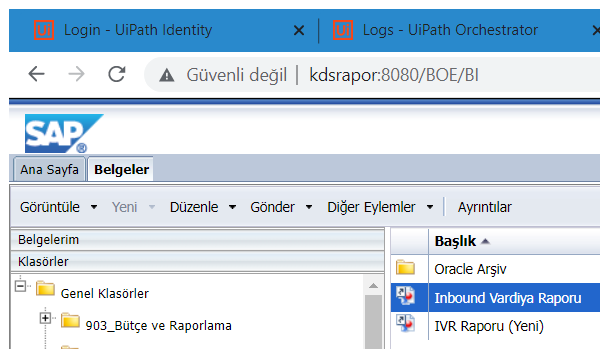 Login - UiPath Identity
Logs - UiPath Orchestrator
Güvenli değil | kdsrapor:8080/BOE/BI
SAP®
Ana Sayfa Belgeler
Görüntüle Yeni Düzenle Gönder Diğer Eylemler Ayrıntılar
Belgelerim
Klasörler
Genel Klasörler
903_Bütçe ve Raporlama
Başlık
Oracle Arşiv
Inbound Vardiya Raporu
IVR Raporu (Yeni)